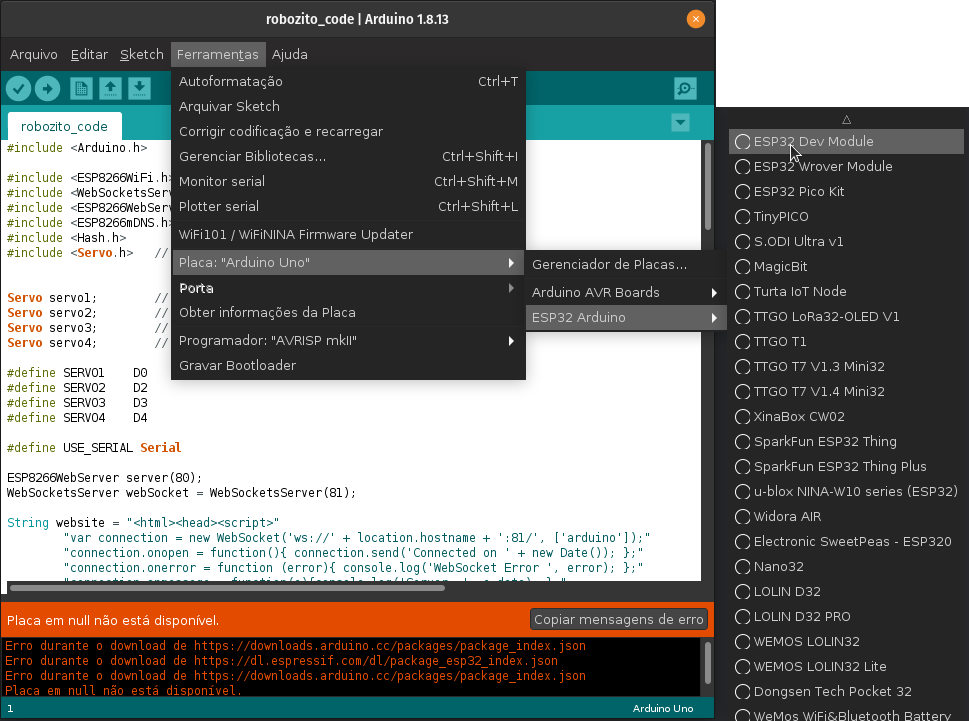 robozito_code | Arduino 1.8.13
Arquivo Editar Sketch Ferramentas Ajuda
robozito_code
Autoformatação Ctrl+T
Arquivar Sketch
Corrigir codificação e recarregar
Gerenciar Bibliotecas... Ctrl+Shift+I
Monitor serial Ctrl+Shift+M
Plotter serial Ctrl+Shift+L
WiFi101 / WiFiNINA Firmware Updater
Placa: "Arduino Uno"
Porta
Obter informações da Placa
Programador: "AVRISP mkII"
Gravar Bootloader
Gerenciador de Placas...
Arduino AVR Boards
ESP32 Arduino
ESP32 Dev Module
ESP32 Wrover Module
ESP32 Pico Kit
TinyPICO
S.ODI Ultra v1
MagicBit
Turta IoT Node
TTGO LoRa32-OLED V1
TTGO T1
TTGO T7 V1.3 Mini32
TTGO T7 V1.4 Mini32
XinaBox CW02
SparkFun ESP32 Thing
SparkFun ESP32 Thing Plus
u-blox NINA-W10 series (ESP32)
Widora AIR
Electronic SweetPeas - ESP320
Nano32
LOLIN D32
LOLIN D32 PRO
WEMOS LOLIN32
WEMOS LOLIN32 Lite
Dongsen Tech Pocket 32
WeMos WiFi&Bluetooth Battery
#include <Arduino.h>
#include <ESP8266WiFi.h>
#include <WebSocketsServ
#include <ESP8266WebServ
#include <ESP8266mDNS.h>
#include <Hash.h>
#include <Servo.h> //
Servo servo1; //
Servo servo2; //
Servo servo3; //
Servo servo4; //
#define SERVO1 D0
#define SERVO2 D2
#define SERVO3 D3
#define SERVO4 D4
#define USE_SERIAL Serial
ESP8266WebServer server(80);
WebSocketsServer webSocket = WebSocketsServer(81);
String website = "<html><head><script>"
"var connection = new WebSocket('ws://' + location.hostname + ':81/', ['arduino']);"
"connection.onopen = function(){ connection.send('Connected on ' + new Date()); };"
"connection.onerror = function (error){ console.log('WebSocket Error ', error); };"
Placa em null não está disponível.
Copiar mensagens de erro
Erro durante o download de https://downloads.arduino.cc/packages/package_index.json
Erro durante o download de https://dl.espressif.com/dl/package_esp32_index.json
Erro durante o download de https://downloads.arduino.cc/packages/package_index.json
Placa em null não está disponível.
1 Arduino Uno